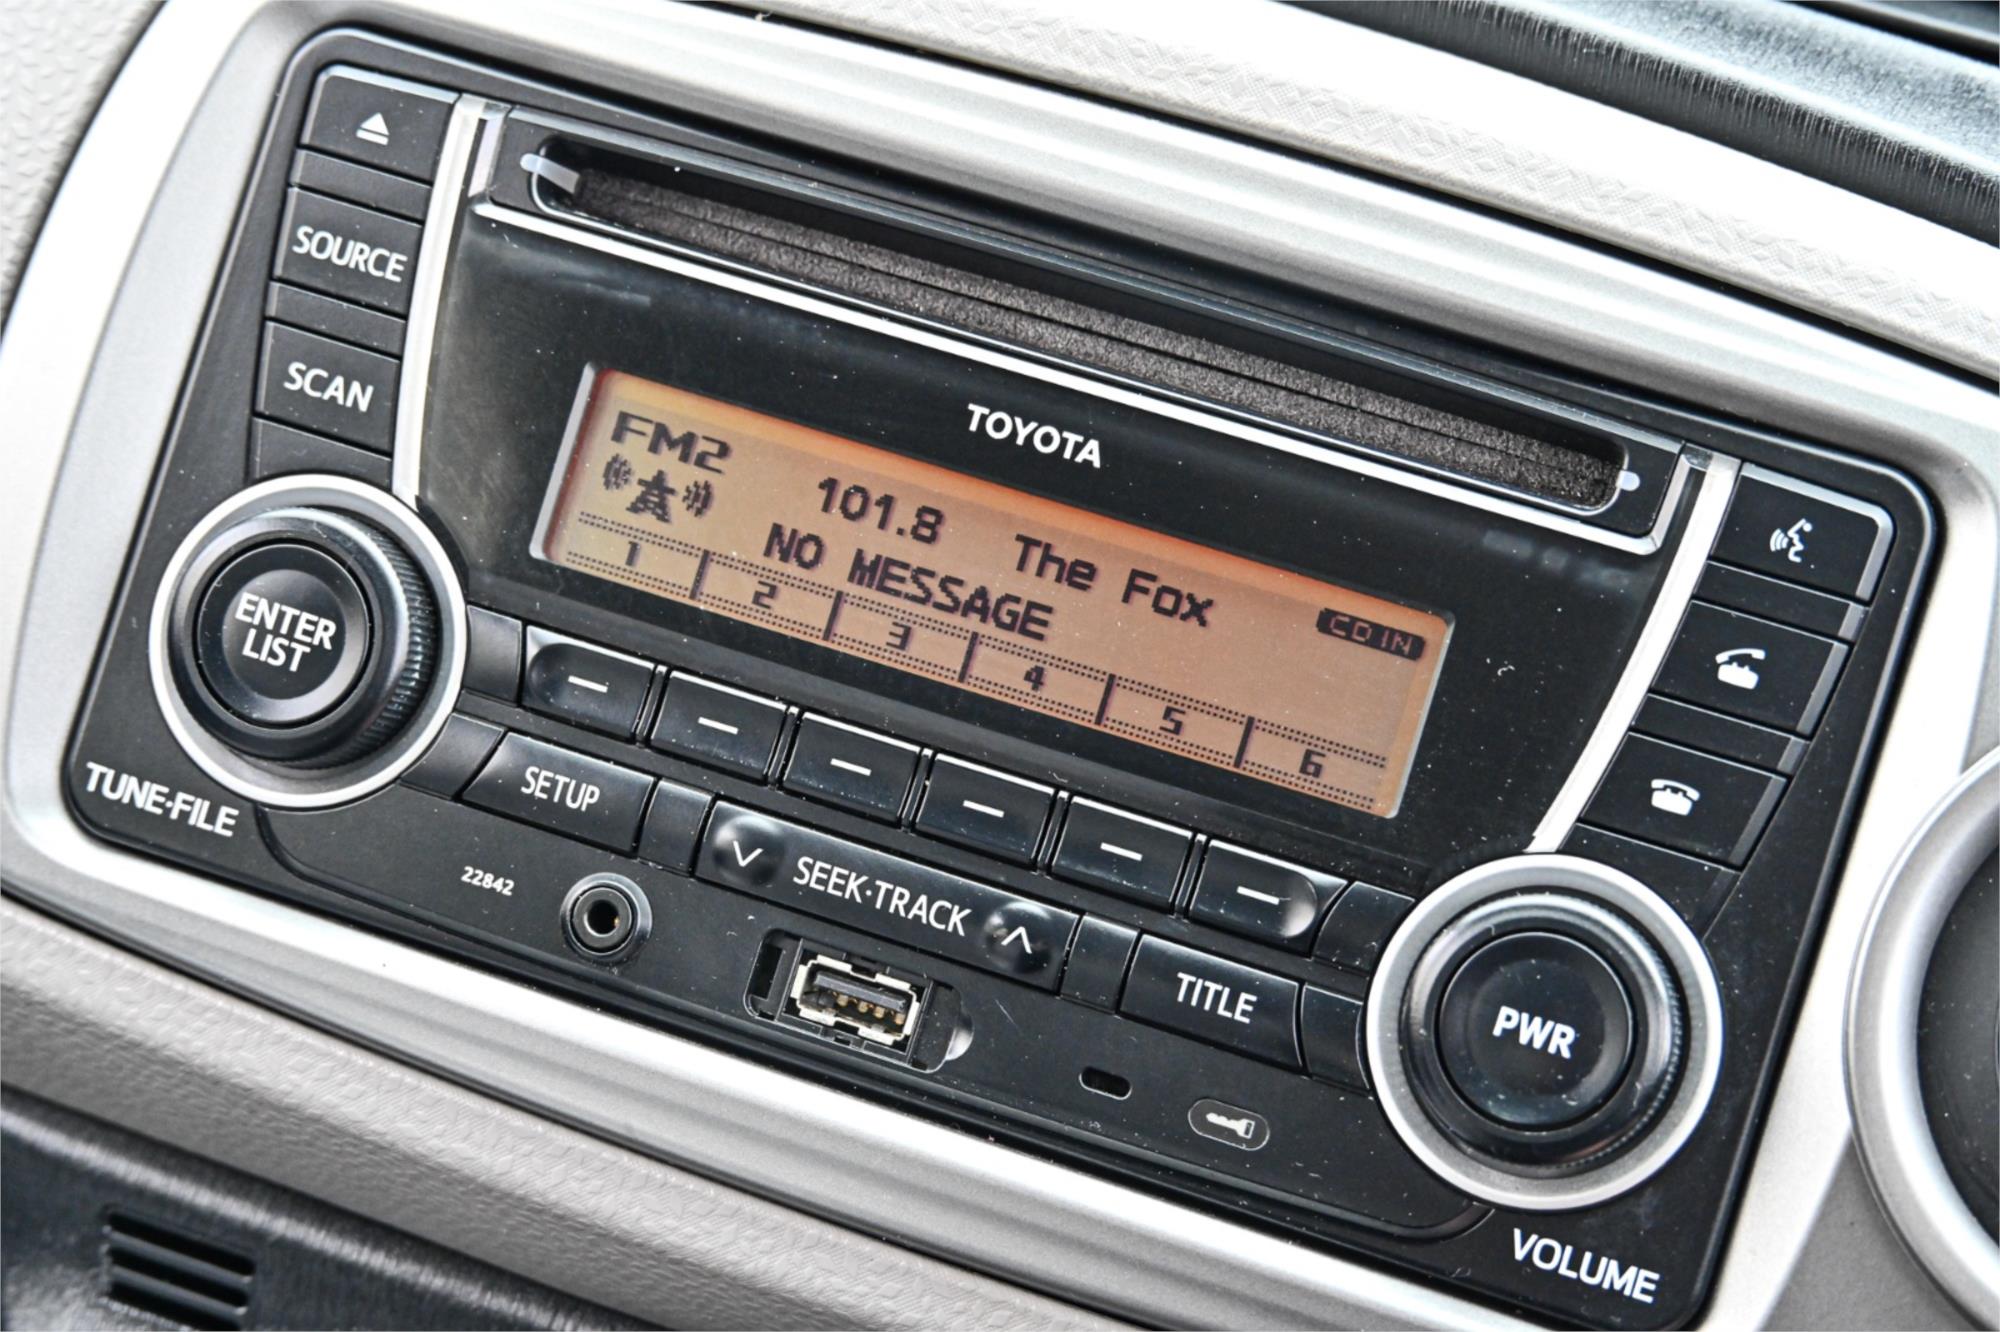 SOURCE
SCAN
TOYOTA
FM2
101.8 The Fox
NO MESSAGE
CD IN
1 2 3 4 5 6
ENTER
LIST
TUNE·FILE
SETUP
SEEK·TRACK
TITLE
22842
PWR
VOLUME